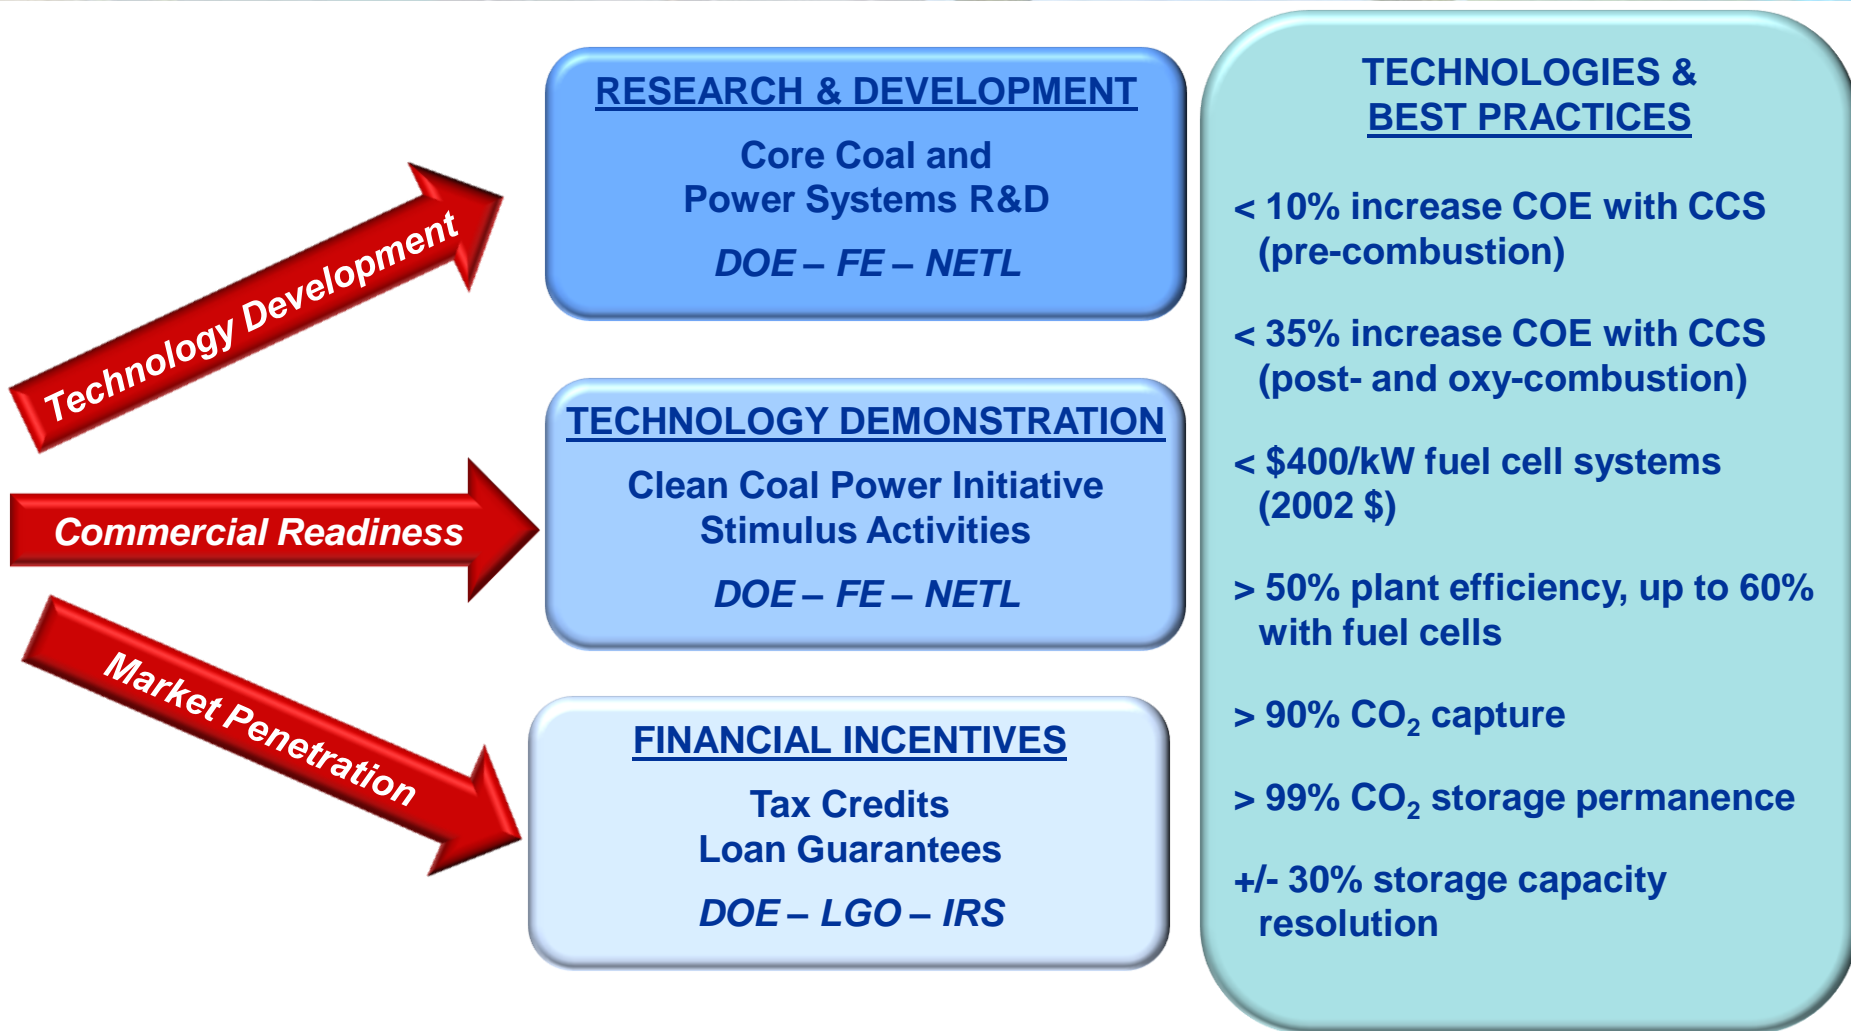 Technology Development
Commercial Readiness
Market Penetration
RESEARCH & DEVELOPMENT
Core Coal and
Power Systems R&D
DOE – FE – NETL
TECHNOLOGY DEMONSTRATION
Clean Coal Power Initiative
Stimulus Activities
DOE – FE – NETL
FINANCIAL INCENTIVES
Tax Credits
Loan Guarantees
DOE – LGO – IRS
TECHNOLOGIES &
BEST PRACTICES
< 10% increase COE with CCS
(pre-combustion)
< 35% increase COE with CCS
(post- and oxy-combustion)
< $400/kW fuel cell systems
(2002 $)
> 50% plant efficiency, up to 60%
with fuel cells
> 90% CO₂ capture
> 99% CO₂ storage permanence
+/- 30% storage capacity
resolution